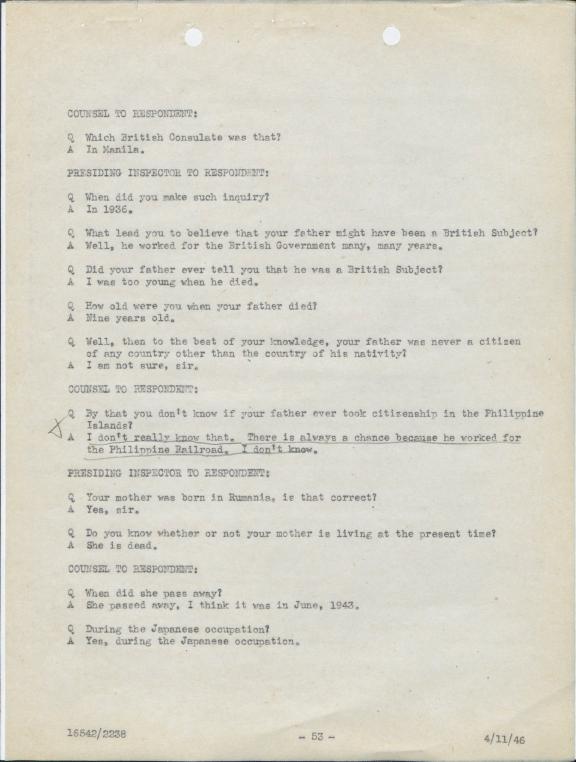 COUNSEL TO RESPONDENT:
Q Which British Consulate was that?
A In Manila.
PRESIDING INSPECTOR TO RESPONDENT:
Q When did you make such inquiry?
A In 1936.
Q What lead you to believe that your father might have been a British Subject?
A Well, he worked for the British Government many, many years.
Q Did your father ever tell you that he was a British Subject?
A I was too young when he died.
Q How old were you when your father died?
A Nine years old.
Q Well, then to the best of your knowledge, your father was never a citizen
of any country other than the country of his nativity?
A I am not sure, sir.
COUNSEL TO RESPONDENT:
Q By that you don't know if your father ever took citizenship in the Philippine
Islands?
A I don't really know that. There is always a chance because he worked for
the Philippine Railroad. I don't know.
PRESIDING INSPECTOR TO RESPONDENT:
Q Your mother was born in Rumania, is that correct?
A Yes, sir.
Q Do you know whether or not your mother is living at the present time?
A She is dead.
COUNSEL TO RESPONDENT:
Q When did she pass away?
A She passed away, I think it was in June, 1943.
Q During the Japanese occupation?
A Yes, during the Japanese occupation.
16542/2238
- 53 -
4/11/46